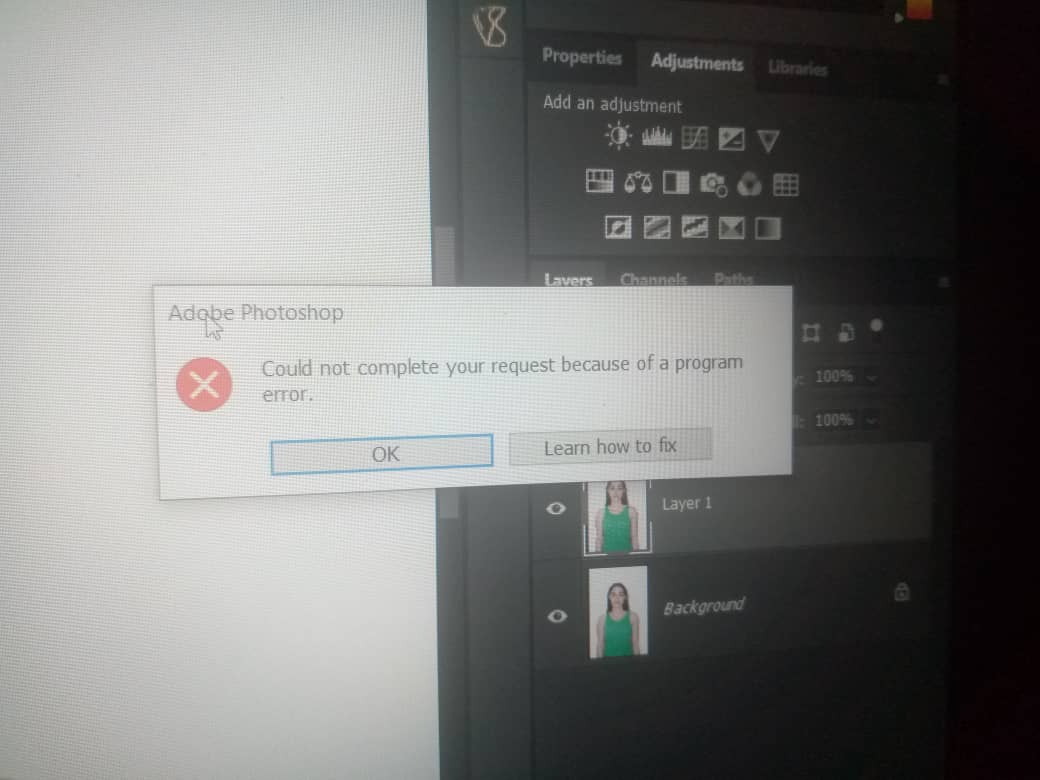 Properties Adjustments Libraries
Add an adjustment
Layers Channels Paths
Adobe Photoshop
Could not complete your request because of a program
error.
OK Learn how to fix
100%
100%
Layer 1
Background